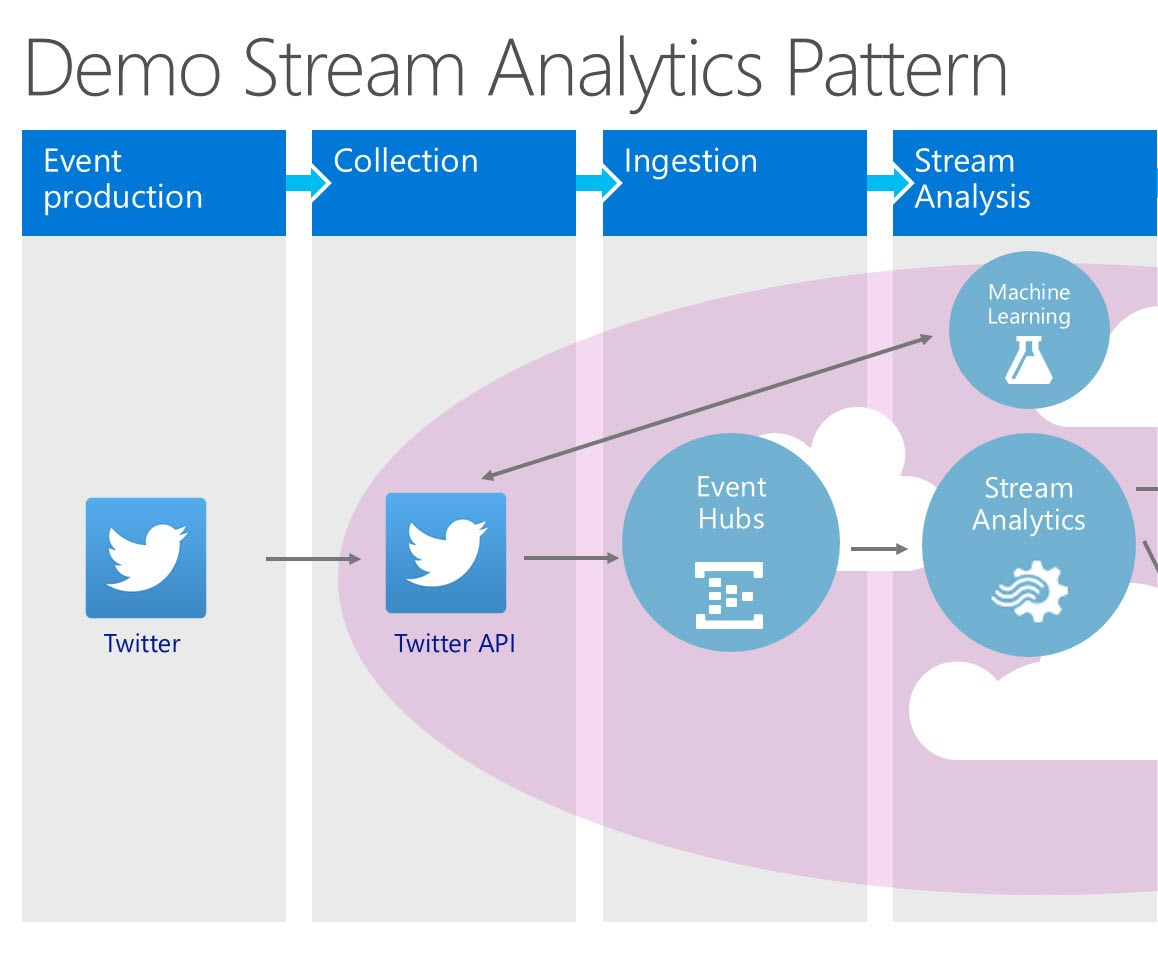 Demo Stream Analytics Pattern
Event
production
Collection
Ingestion
Stream
Analysis
Machine
Learning
Event
Hubs
Stream
Analytics
Twitter
Twitter API